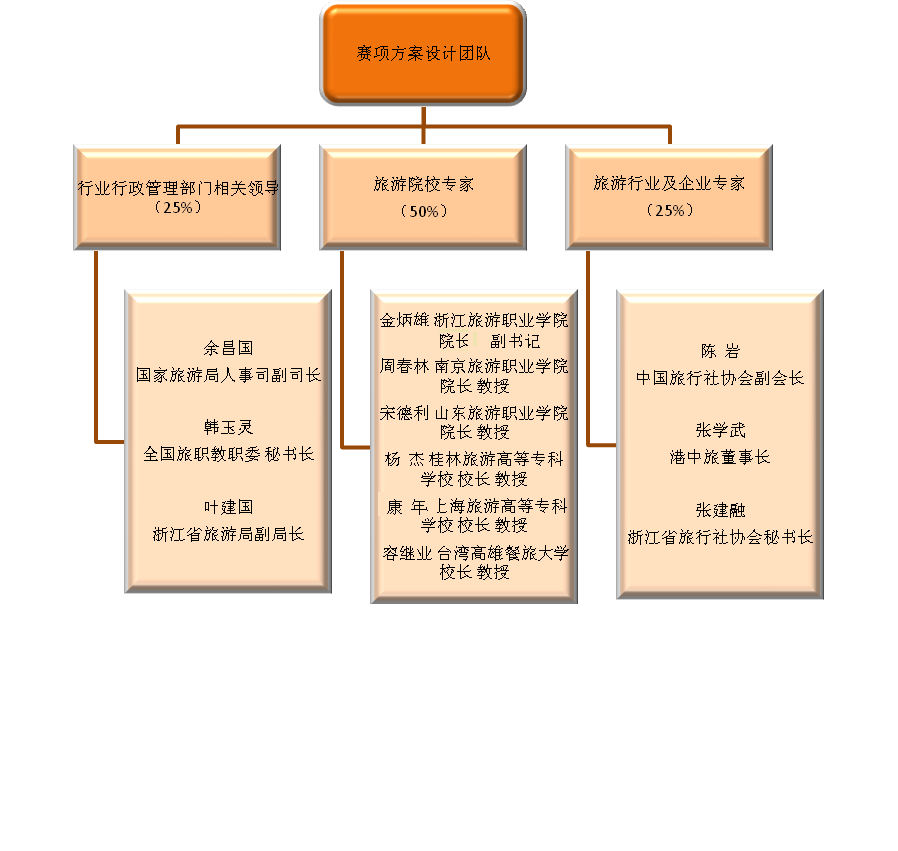 赛项方案设计团队
行业行政管理部门相关领导
（25%）
旅游院校专家
（50%）
旅游行业及企业专家
（25%）
余昌国
国家旅游局人事司副司长
韩玉灵
全国旅职教职委 秘书长
叶建国
浙江省旅游局副局长
金炳雄 浙江旅游职业学院
院长 副书记
周春林 南京旅游职业学院
院长 教授
宋德利 山东旅游职业学院
院长 教授
杨 杰 桂林旅游高等专科
学校 校长 教授
康 年 上海旅游高等专科
学校 校长 教授
容继业 台湾高雄餐旅大学
校长 教授
陈 岩
中国旅行社协会副会长
张学武
港中旅董事长
张建融
浙江省旅行社协会秘书长